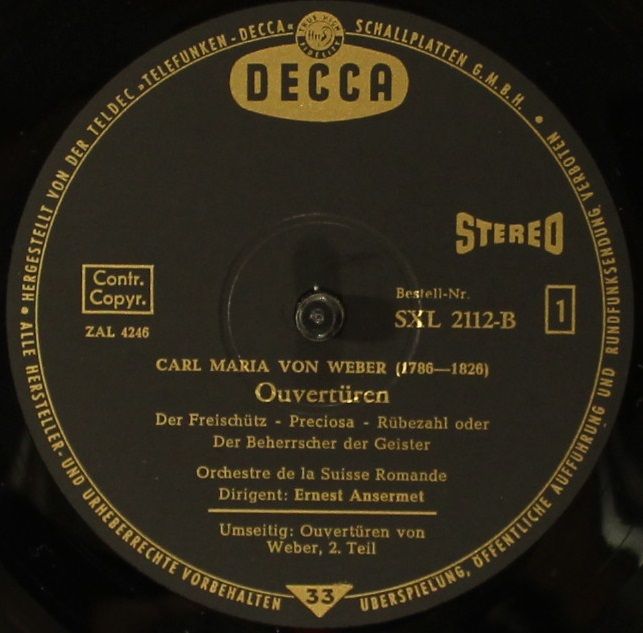 • HERGESTELLT VON DER TELDEC »TELEFUNKEN-DECCA« SCHALLPLATTEN G.M.B.H. •
DECCA
STEREO
Contr.
Copyr.
ZAL 4246
Bestell-Nr.
SXL 2112-B
1
CARL MARIA VON WEBER (1786—1826)
Ouvertüren
Der Freischütz - Preciosa - Rübezahl oder
Der Beherrscher der Geister
Orchestre de la Suisse Romande
Dirigent: Ernest Ansermet
Umseitig: Ouvertüren von
Weber, 2. Teil
ALLE HERSTELLER- UND URHEBERRECHTE VORBEHALTEN
33
ÜBERSPIELUNG, ÖFFENTLICHE AUFFÜHRUNG UND RUNDFUNKSENDUNG VERBOTEN